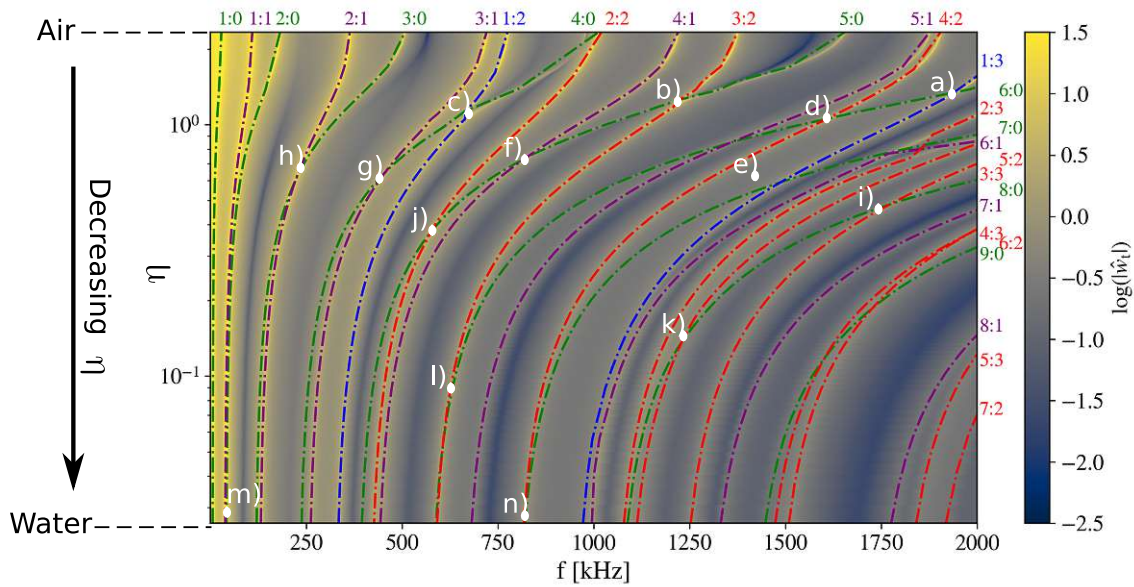 1:0 1:1 2:0 2:1 3:0 3:1 1:2 4:0 2:2 4:1 3:2 5:0 5:1 4:2
Air
1.5
1:3
a)
6:0
b)
c)
1.0
2:3
d)
10⁰
7:0
6:1
f)
0.5
h)
g)
e)
5:2
3:3
8:0
i)
7:1
0.0
j)
4:3
6:2
9:0
Decreasing η
η
−0.5
log(|ŵₜ|)
k)
8:1
−1.0
5:3
10⁻¹
l)
−1.5
7:2
−2.0
m)
n)
Water
−2.5
250 500 750 1000 1250 1500 1750 2000
f [kHz]